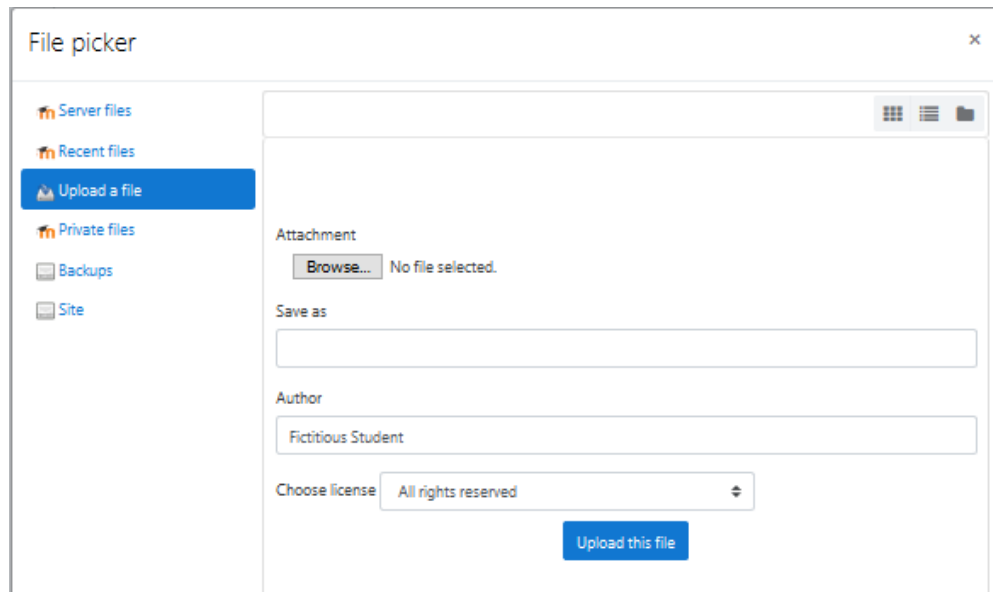 File picker
×
Server files
Recent files
Upload a file
Private files
Backups
Site
Attachment
Browse... No file selected.
Save as
Author
Fictitious Student
Choose license All rights reserved
Upload this file